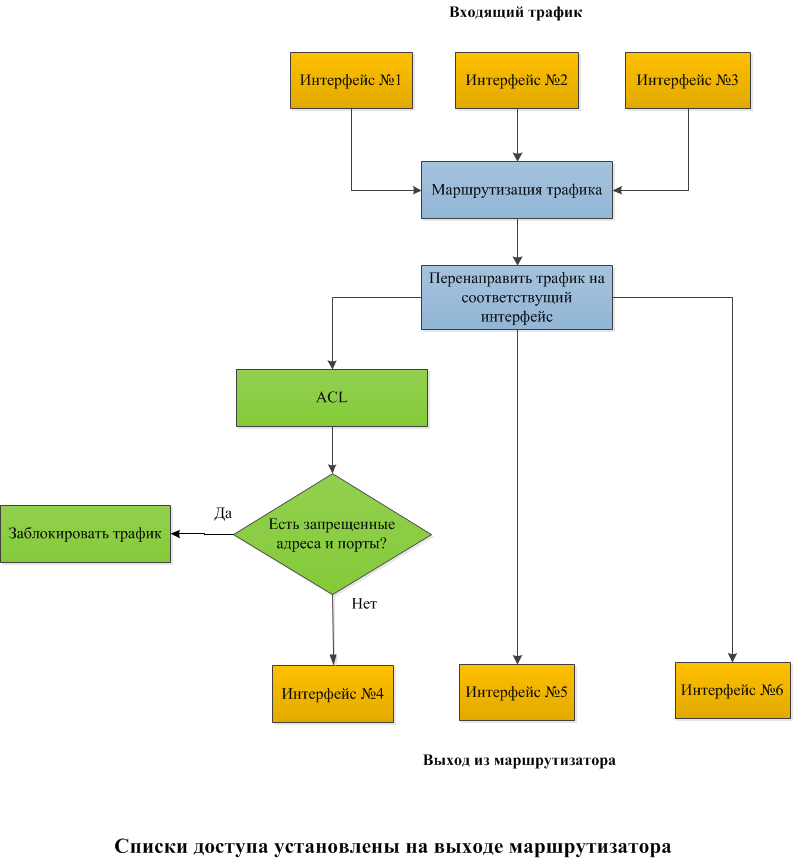 Входящий трафик
Интерфейс №1
Интерфейс №2
Интерфейс №3
Маршрутизация трафика
Перенаправить трафик на
соответствущий
интерфейс
ACL
Есть запрещенные
адреса и порты?
Да
Заблокировать трафик
Нет
Интерфейс №4
Интерфейс №5
Интерфейс №6
Выход из маршрутизатора
Списки доступа установлены на выходе маршрутизатора